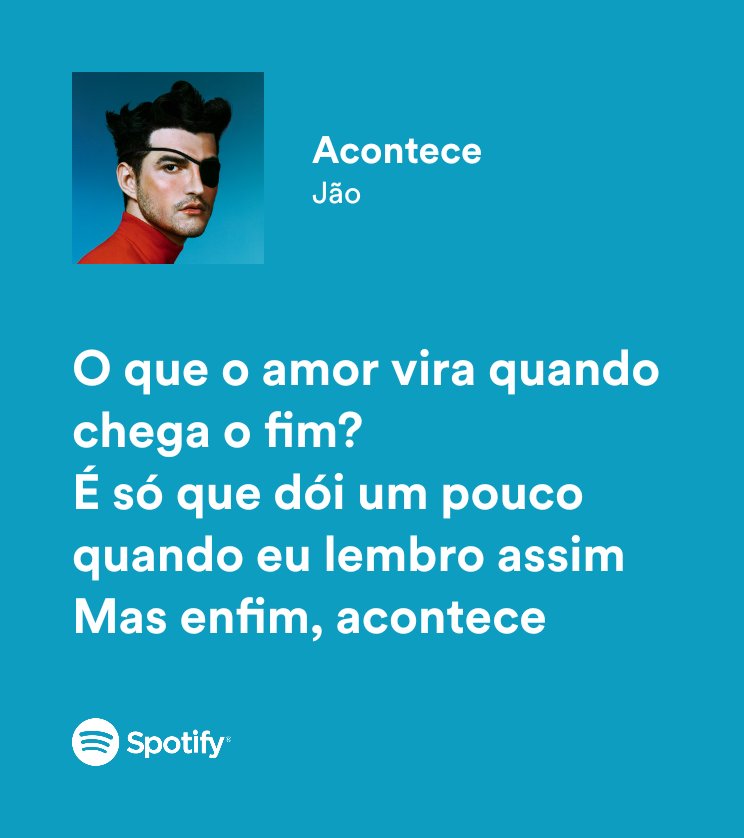 Acontece
Jão
O que o amor vira quando
chega o fim?
É só que dói um pouco
quando eu lembro assim
Mas enfim, acontece
Spotify®